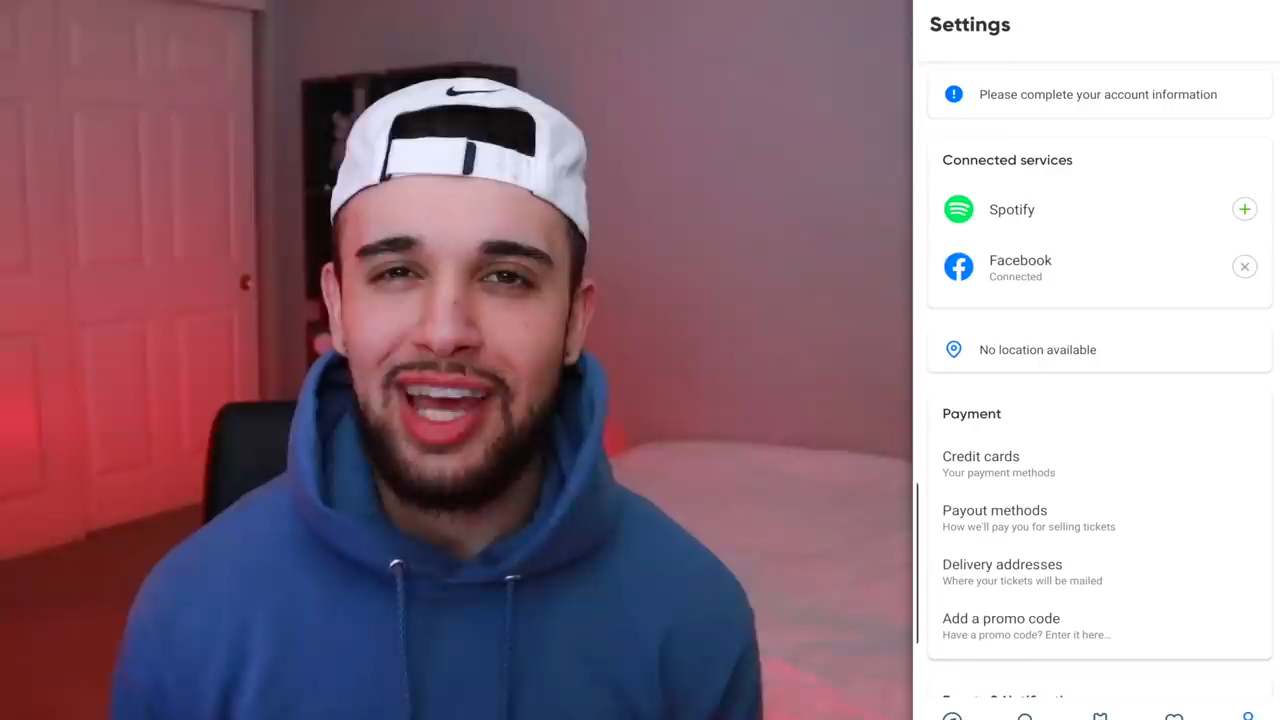 Settings
Please complete your account information
Connected services
Spotify
Facebook
Connected
No location available
Payment
Credit cards
Your payment methods
Payout methods
How we'll pay you for selling tickets
Delivery addresses
Where your tickets will be mailed
Add a promo code
Have a promo code? Enter it here...